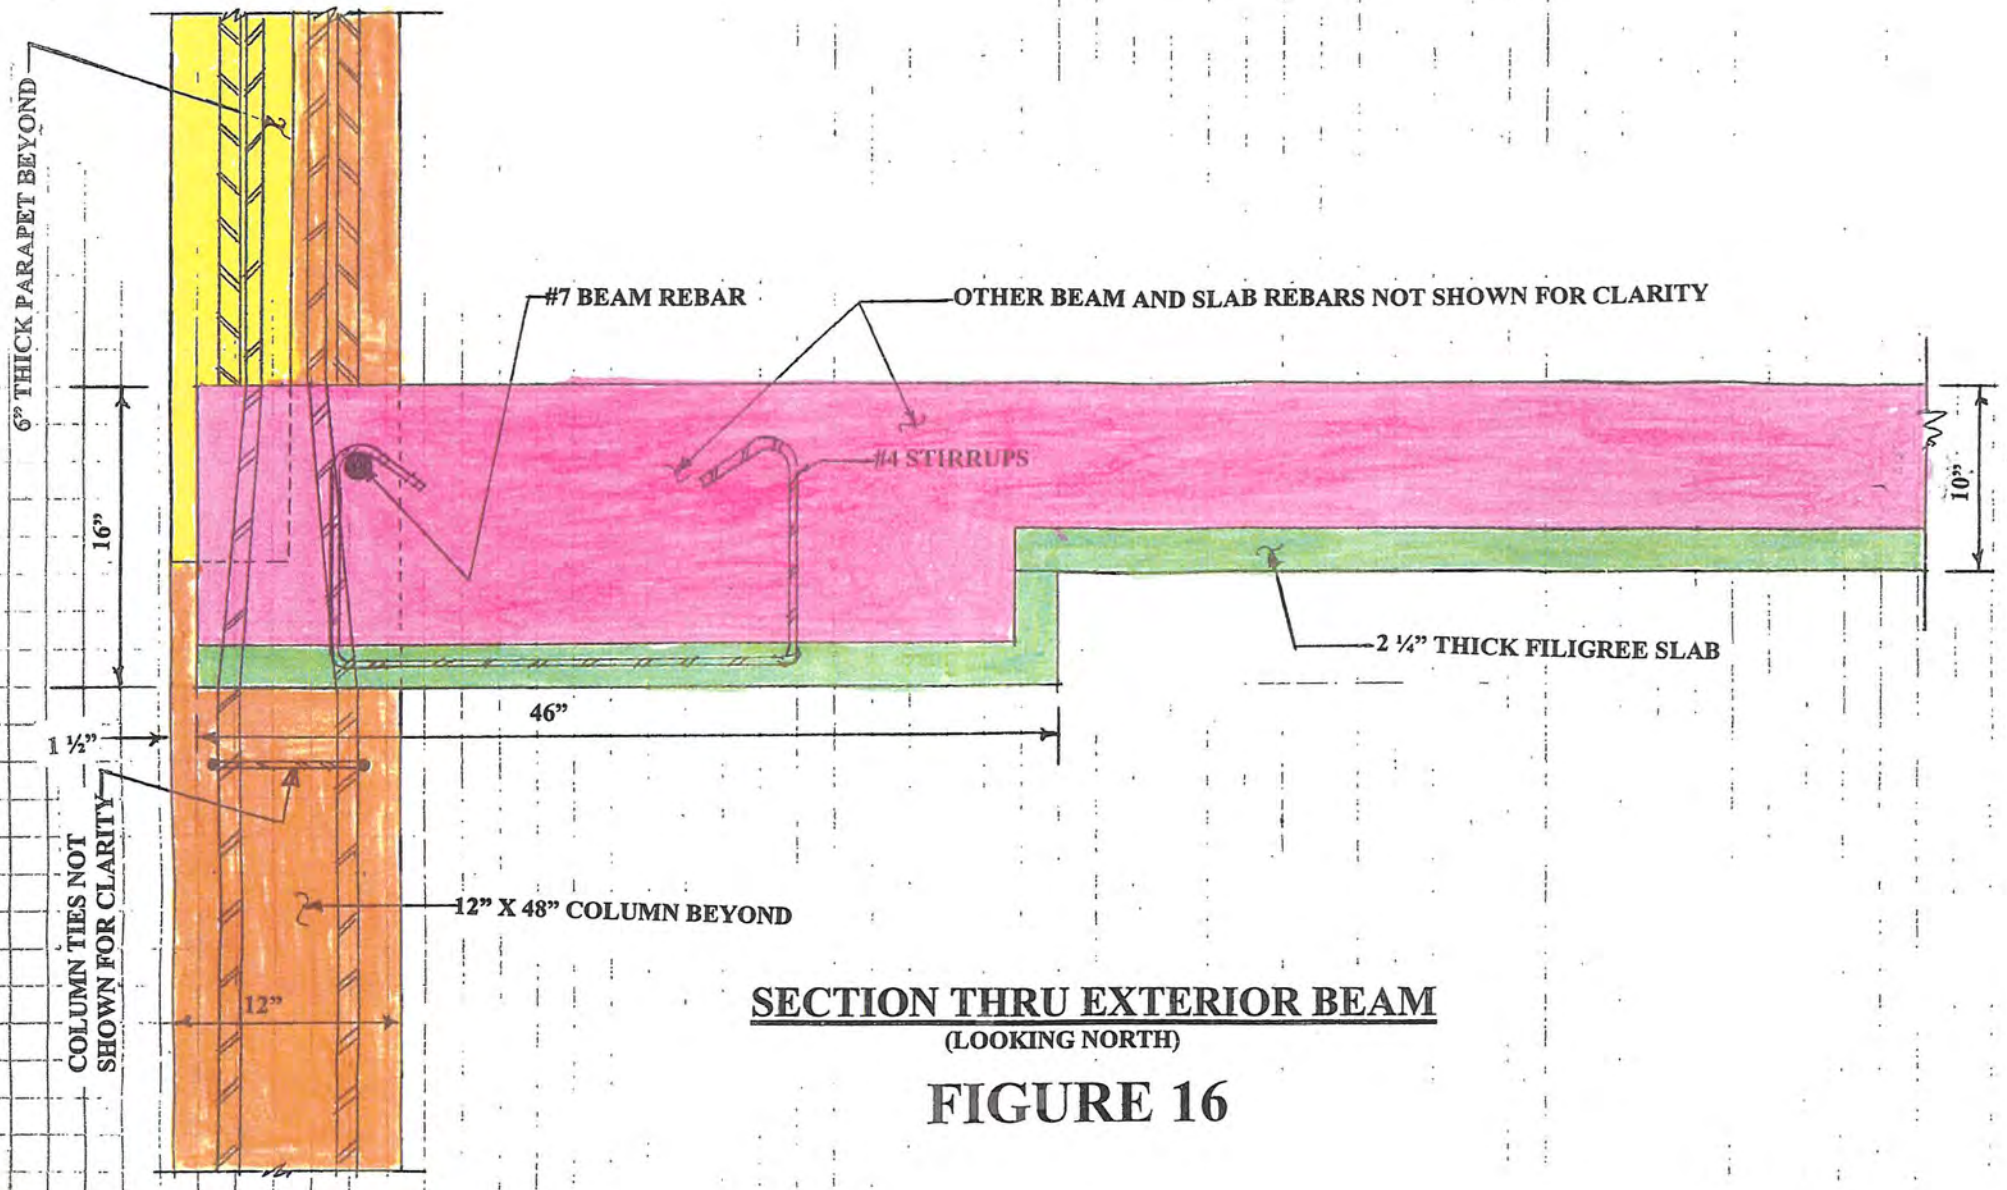 6” THICK PARAPET BEYOND
#7 BEAM REBAR
OTHER BEAM AND SLAB REBARS NOT SHOWN FOR CLARITY
#4 STIRRUPS
16”
10”
2 ¼” THICK FILIGREE SLAB
46”
1 ½”
COLUMN TIES NOT
SHOWN FOR CLARITY
12” X 48” COLUMN BEYOND
12”
SECTION THRU EXTERIOR BEAM
(LOOKING NORTH)
FIGURE 16